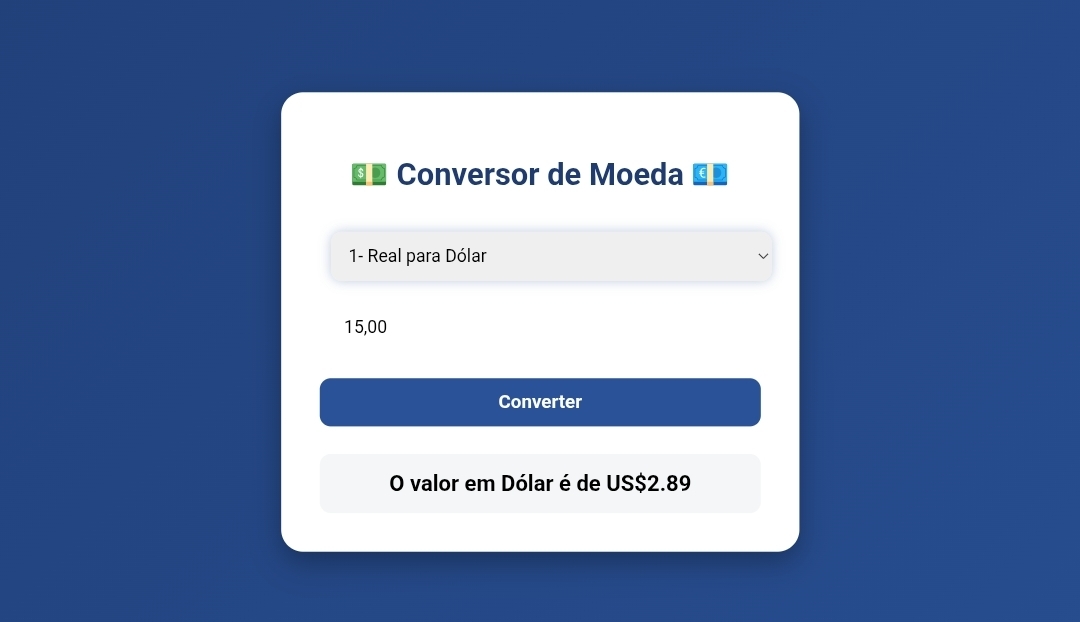 💵 Conversor de Moeda 💶
1- Real para Dólar
15,00
Converter
O valor em Dólar é de US$2.89